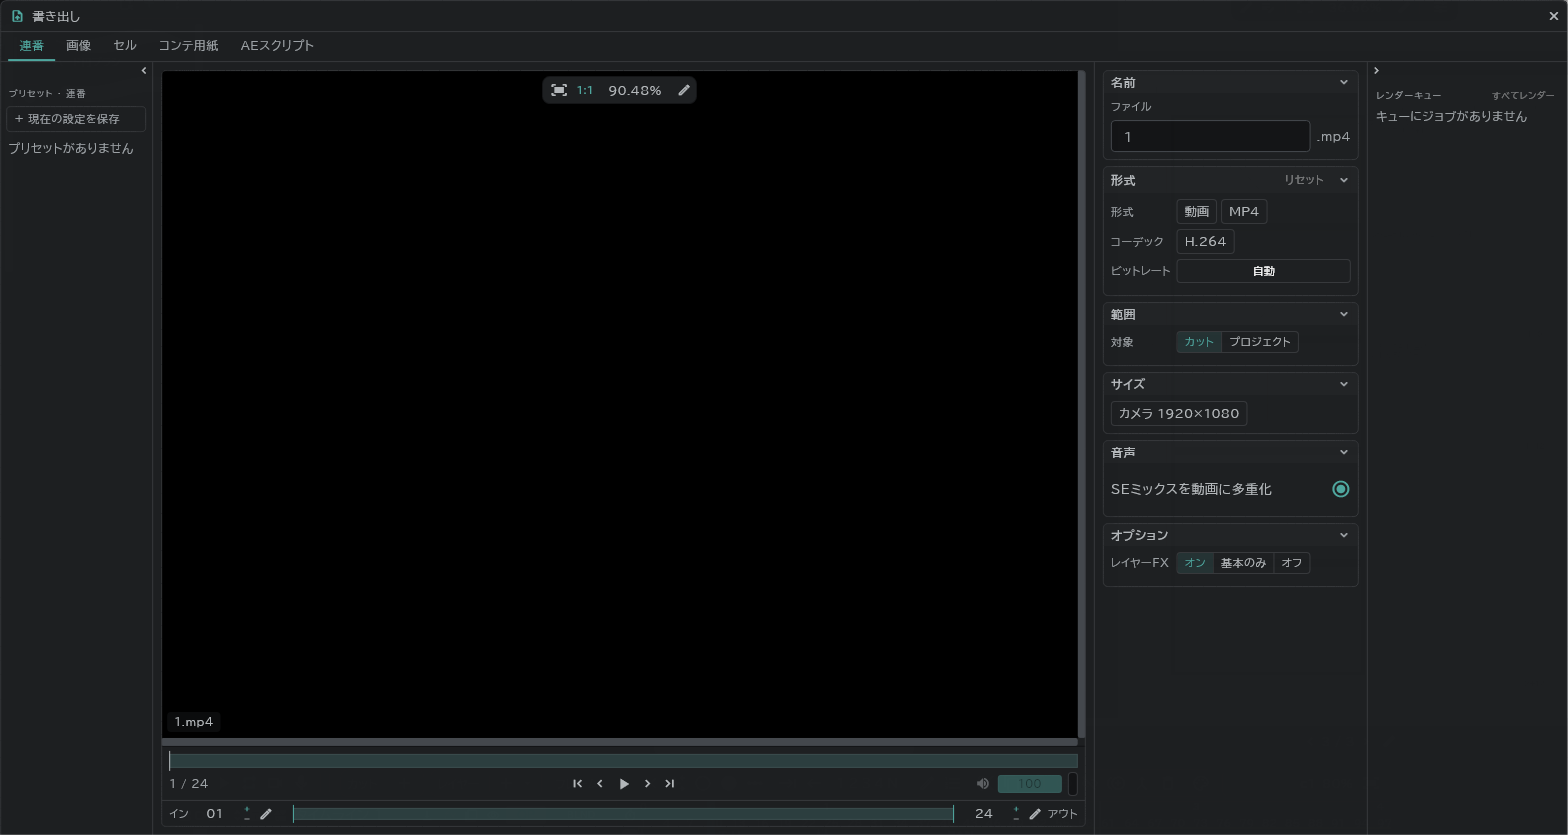 書き出し
連番 画像 セル コンテ用紙 AEスクリプト
プリセット · 連番
+ 現在の設定を保存
プリセットがありません
1:1 90.48%
1.mp4
1 / 24
100
イン 01
24 アウト
名前
ファイル
1 .mp4
形式 リセット
形式 動画 MP4
コーデック H.264
ビットレート 自動
範囲
対象 カット プロジェクト
サイズ
カメラ 1920×1080
音声
SEミックスを動画に多重化
オプション
レイヤーFX オン 基本のみ オフ
レンダーキュー すべてレンダー
キューにジョブがありません